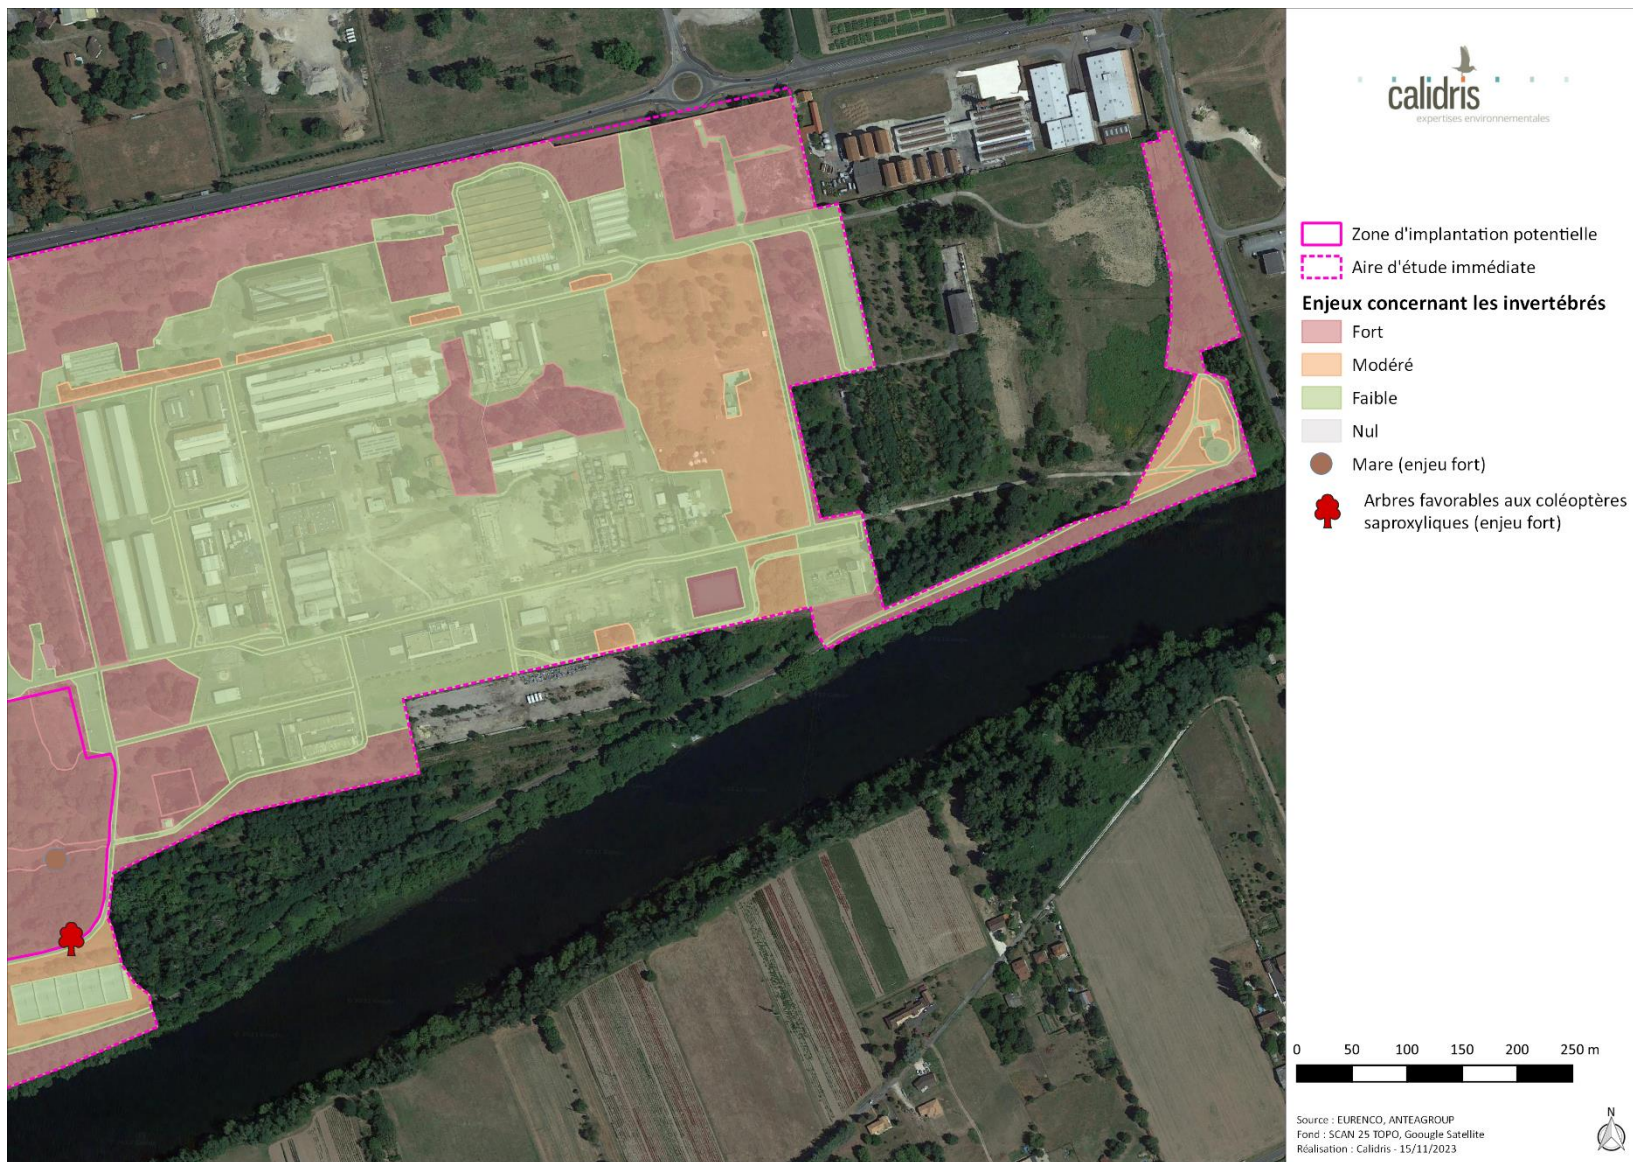 calidris
expertises environnementales
Zone d'implantation potentielle
Aire d'étude immédiate
Enjeux concernant les invertébrés
Fort
Modéré
Faible
Nul
Mare (enjeu fort)
Arbres favorables aux coléoptères
saproxyliques (enjeu fort)
0 50 100 150 200 250 m
Source : EURENCO, ANTEAGROUP
Fond : SCAN 25 TOPO, Goougle Satellite
Réalisation : Calidris - 15/11/2023
N